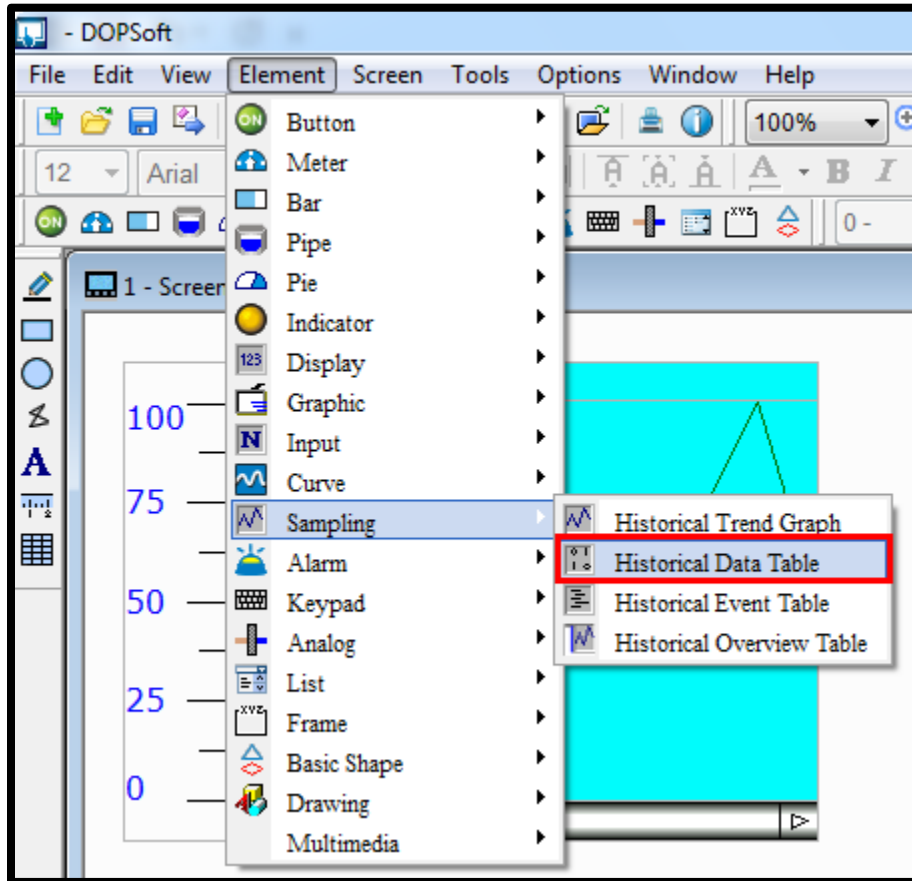 - DOPSoft
File Edit View Element Screen Tools Options Window Help
100%
12 Arial A B I
ON 0 -
1 - Screen
Button
Meter
Bar
Pipe
Pie
Indicator
Display
Graphic
Input
Curve
Sampling
Alarm
Keypad
Analog
List
Frame
Basic Shape
Drawing
Multimedia
Historical Trend Graph
Historical Data Table
Historical Event Table
Historical Overview Table
100
75
50
25
0